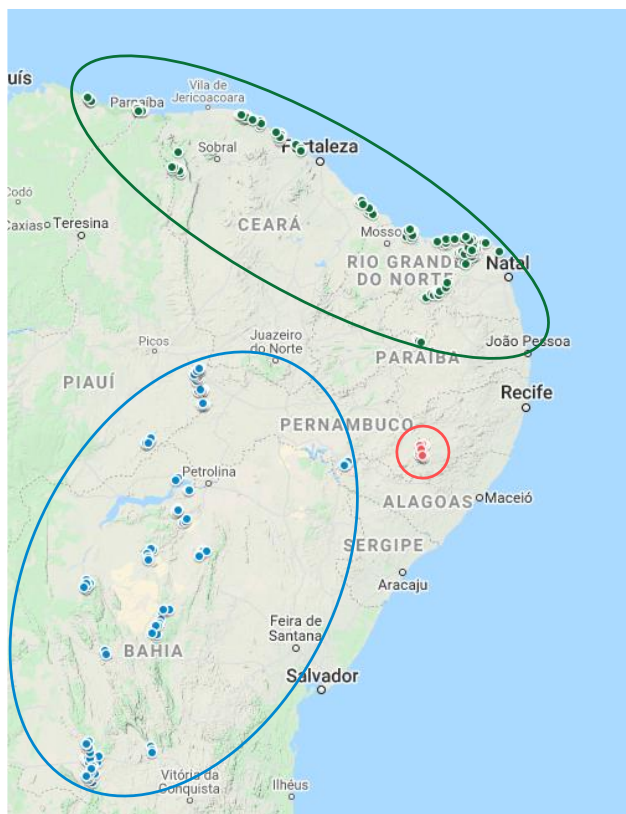 uís
Parnaíba
Vila de
Jericoacoara
Sobral
Fortaleza
Codó
Caxias
Teresina
CEARÁ
Mosso
RIO GRANDE
DO NORTE
Natal
Picos
Juazeiro
do Norte
PARAÍBA
João Pessoa
PIAUÍ
Recife
PERNAMBUCO
Petrolina
ALAGOAS
Maceió
SERGIPE
Aracaju
Feira de
Santana
BAHIA
Salvador
Vitória da
Conquista
Ilhéus